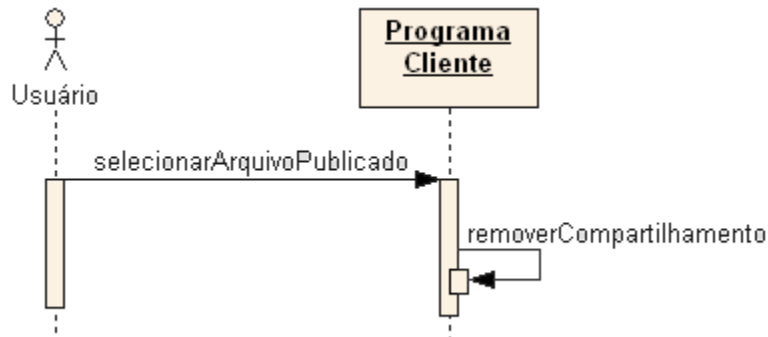 Programa
Cliente
Usuário
selecionarArquivoPublicado
removerCompartilhamento